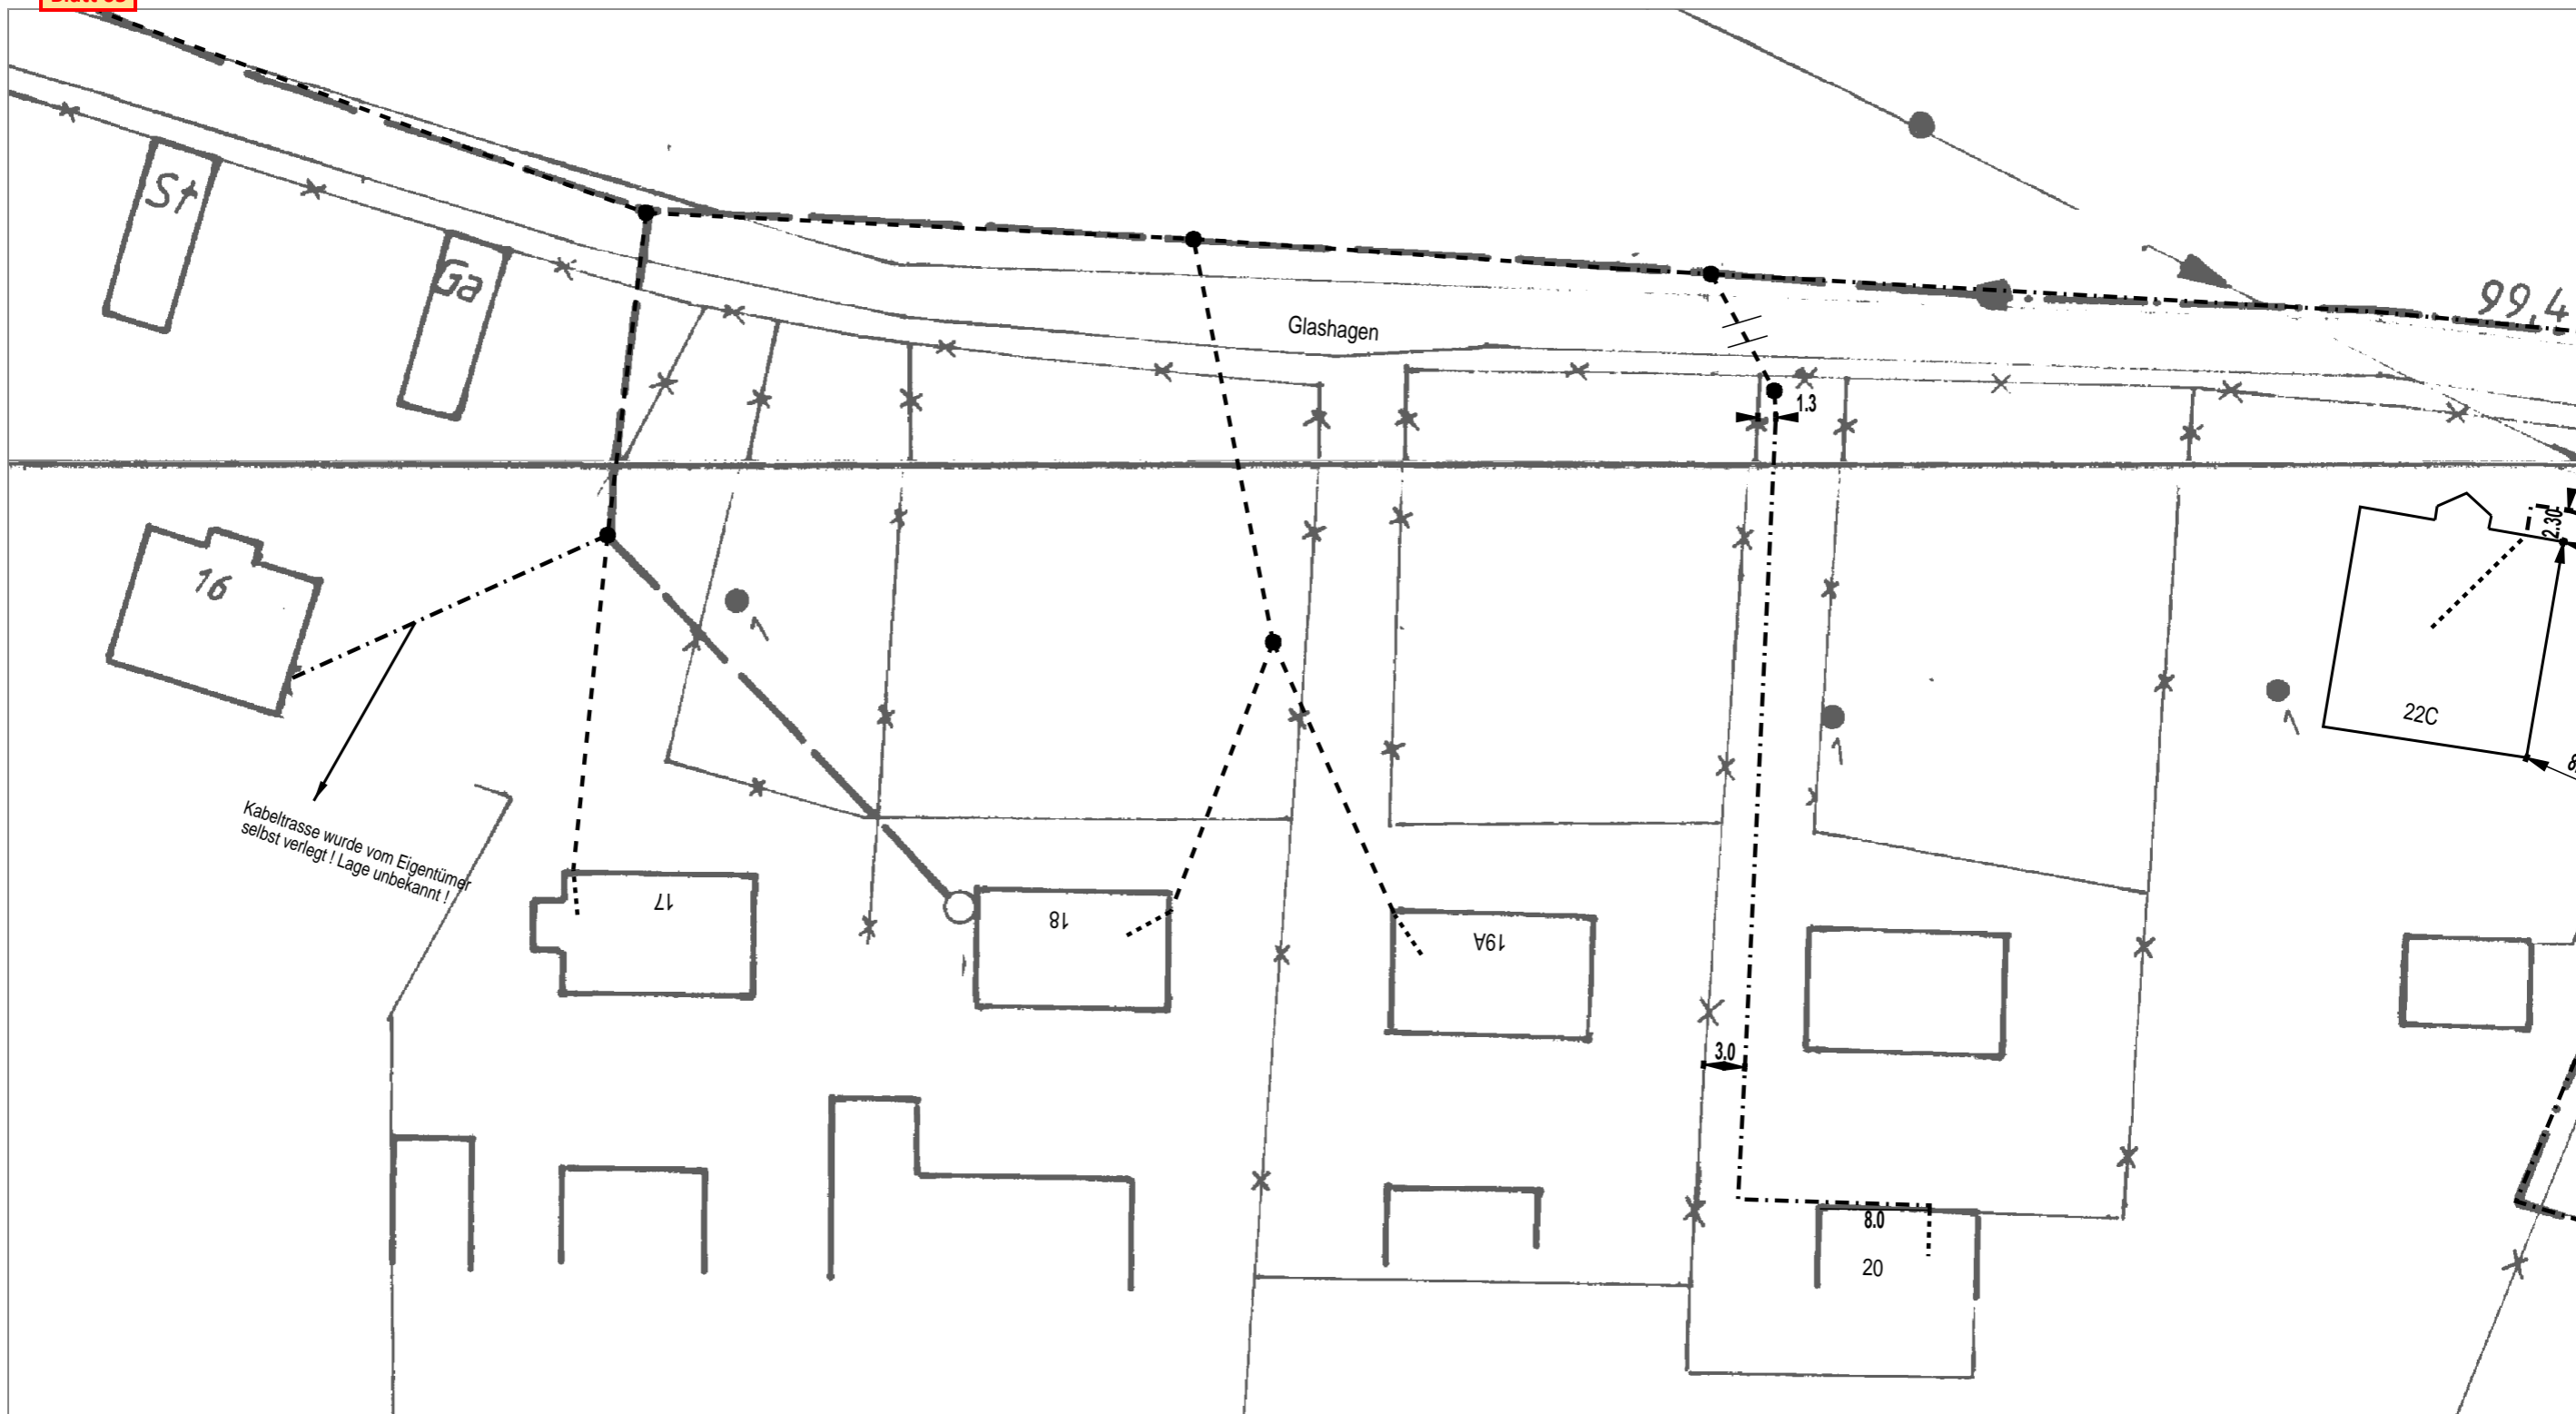 St
Ga
99,4
Glashagen
1.3
2.30
16
22C
Kabeltrasse wurde vom Eigentümer
selbst verlegt ! Lage unbekannt !
17
18
19A
3.0
8.0
20